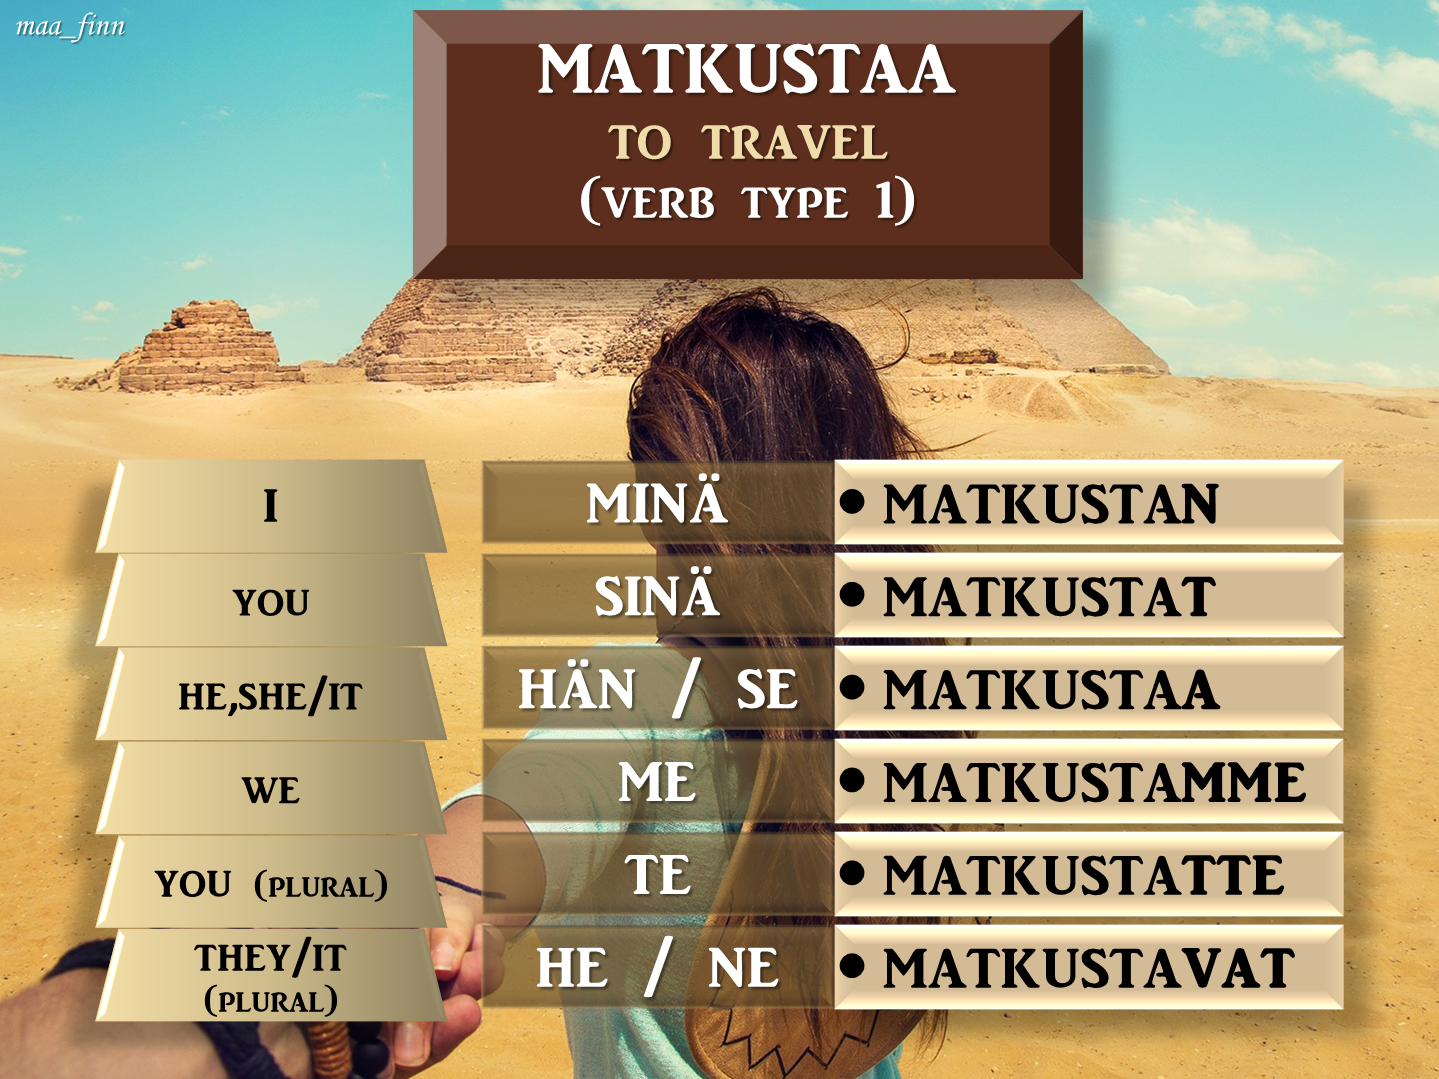 maa_finn
MATKUSTAA
TO TRAVEL
(VERB TYPE 1)
I MINÄ • MATKUSTAN
YOU SINÄ • MATKUSTAT
HE,SHE/IT HÄN / SE • MATKUSTAA
WE ME • MATKUSTAMME
YOU (PLURAL) TE • MATKUSTATTE
THEY/IT (PLURAL) HE / NE • MATKUSTAVAT